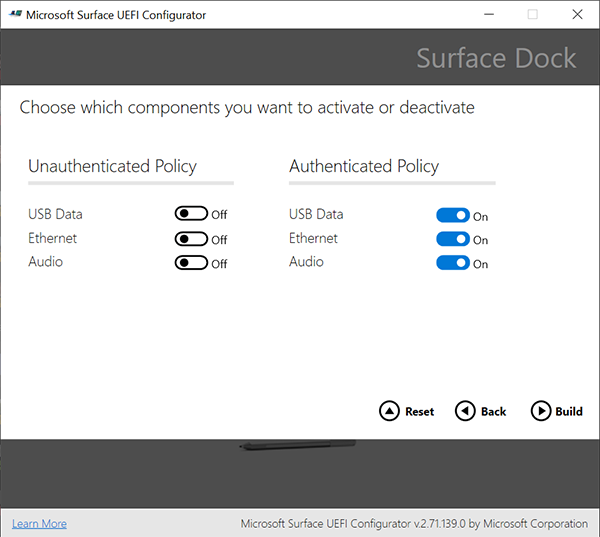 Microsoft Surface UEFI Configurator
Surface Dock
Choose which components you want to activate or deactivate
Unauthenticated Policy
USB Data Off
Ethernet Off
Audio Off
Authenticated Policy
USB Data On
Ethernet On
Audio On
Reset Back Build
Learn More Microsoft Surface UEFI Configurator v.2.71.139.0 by Microsoft Corporation